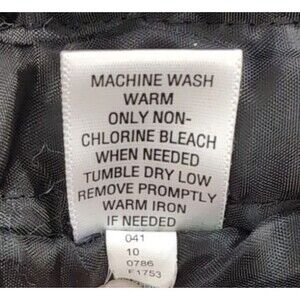 MACHINE WASH
WARM
ONLY NON-
CHLORINE BLEACH
WHEN NEEDED
TUMBLE DRY LOW
REMOVE PROMPTLY
WARM IRON
IF NEEDED
041
10
0786
F1753